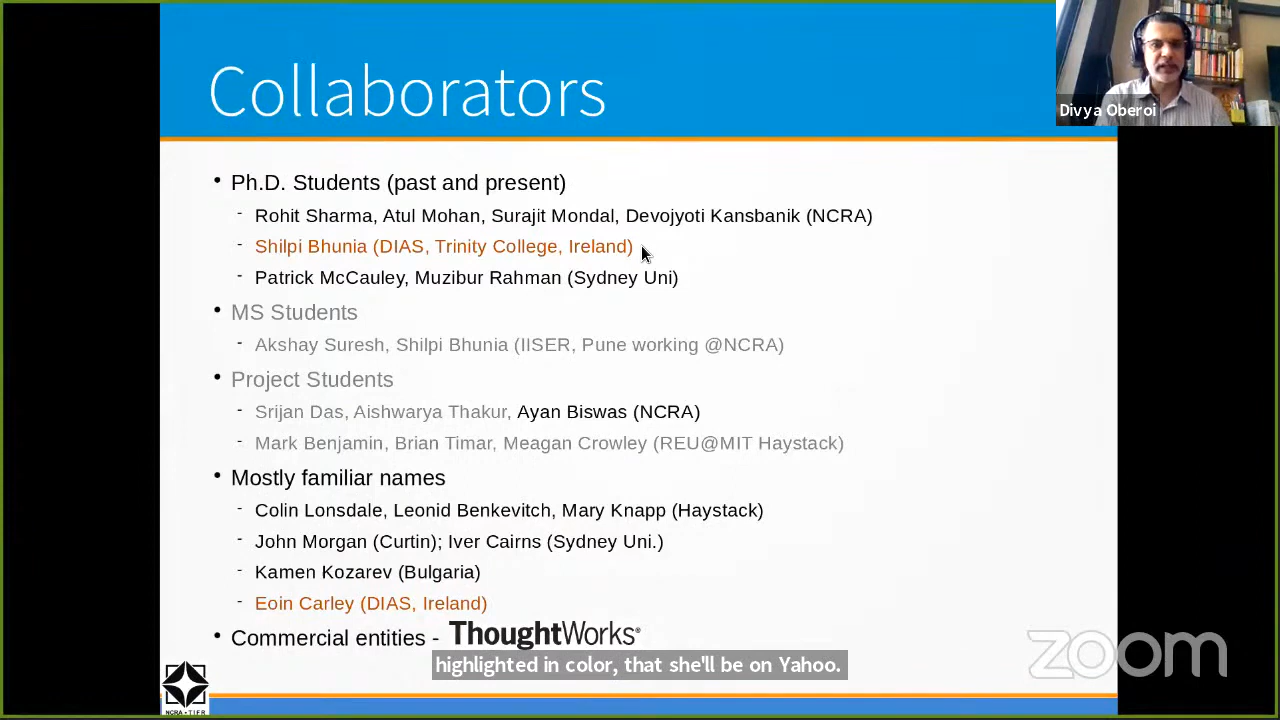 Collaborators
Divya Oberoi
• Ph.D. Students (past and present)
- Rohit Sharma, Atul Mohan, Surajit Mondal, Devojyoti Kansbanik (NCRA)
- Shilpi Bhunia (DIAS, Trinity College, Ireland)
- Patrick McCauley, Muzibur Rahman (Sydney Uni)
• MS Students
- Akshay Suresh, Shilpi Bhunia (IISER, Pune working @NCRA)
• Project Students
- Srijan Das, Aishwarya Thakur, Ayan Biswas (NCRA)
- Mark Benjamin, Brian Timar, Meagan Crowley (REU@MIT Haystack)
• Mostly familiar names
- Colin Lonsdale, Leonid Benkevitch, Mary Knapp (Haystack)
- John Morgan (Curtin); Iver Cairns (Sydney Uni.)
- Kamen Kozarev (Bulgaria)
- Eoin Carley (DIAS, Ireland)
• Commercial entities - ThoughtWorks®
highlighted in color, that she'll be on Yahoo.
zoom
NCRA • TIFR